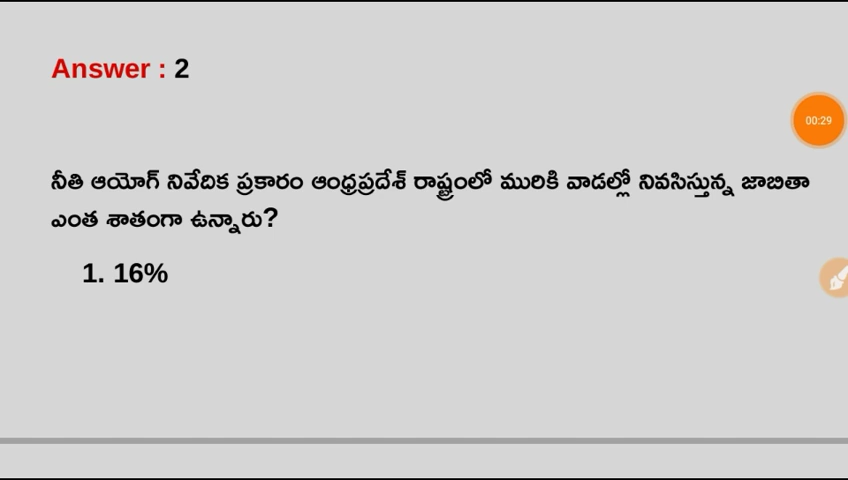 Answer : 2
00:29
నీతి ఆయోగ్ నివేదిక ప్రకారం ఆంధ్రప్రదేశ్ రాష్ట్రంలో మురికి వాడల్లో నివసిస్తున్న జాబితా
ఎంత శాతంగా ఉన్నారు?
1. 16%